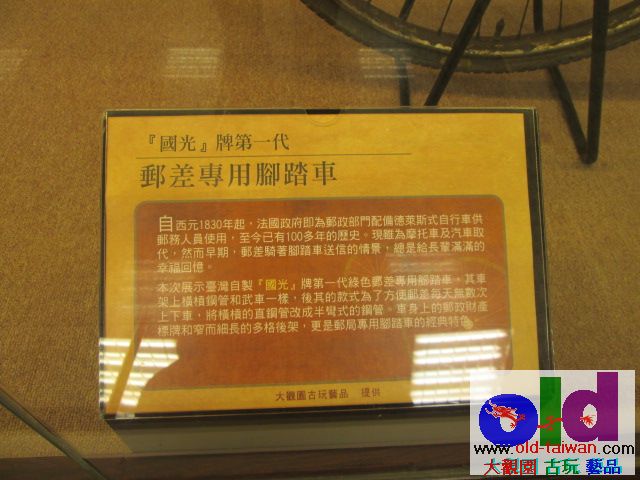 『國光』牌第一代
郵差專用腳踏車
自西元1830年起，法國政府即為郵政部門配備德萊斯式自行車供
郵務人員使用，至今已有100多年的歷史。現雖為摩托車及汽車取
代，然而早期，郵差騎著腳踏車送信的情景，總是給長輩滿滿的
幸福回憶。
本次展示臺灣自製『國光』牌第一代綠色郵差專用腳踏車，其車
架上橫槓鋼管和武車一樣，後其的款式為了方便郵差每天無數次
上下車，將橫槓的直鋼管改成半彎式的鋼管。車身上的郵政財產
標牌和窄而細長的多格後架，更是郵局專用腳踏車的經典特色。
大觀園古玩藝品 提供
old
www.old-taiwan.com
大觀園 古玩 藝品